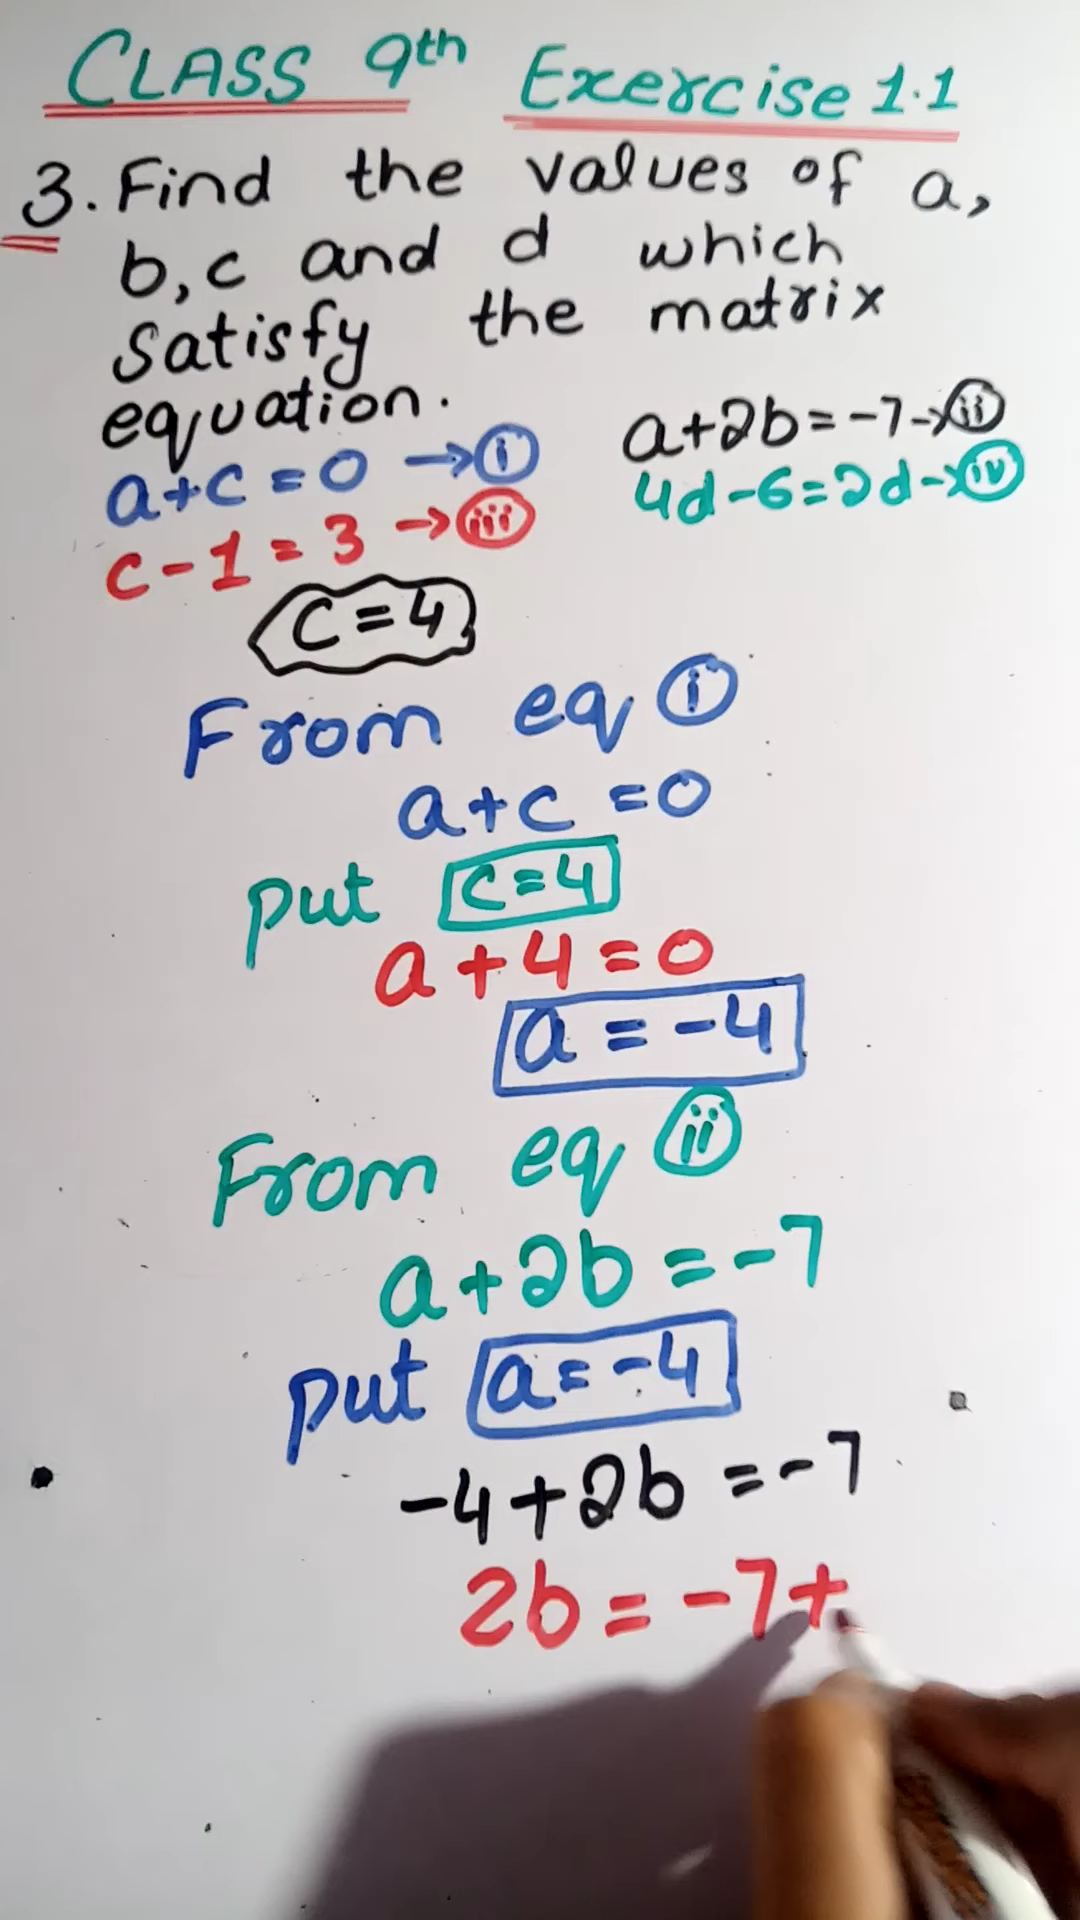 CLASS 9th Exercise 1.1
3. Find the values of a,
b,c and d which
Satisfy the matrix
equation.
a+c=0 →(i) a+2b=-7→(ii)
c-1=3 →(iii) 4d-6=2d→(iv)
c=4
From eq (i)
a+c=0
put c=4
a+4=0
a=-4
From eq (ii)
a+2b=-7
put a=-4
-4+2b=-7
2b=-7+